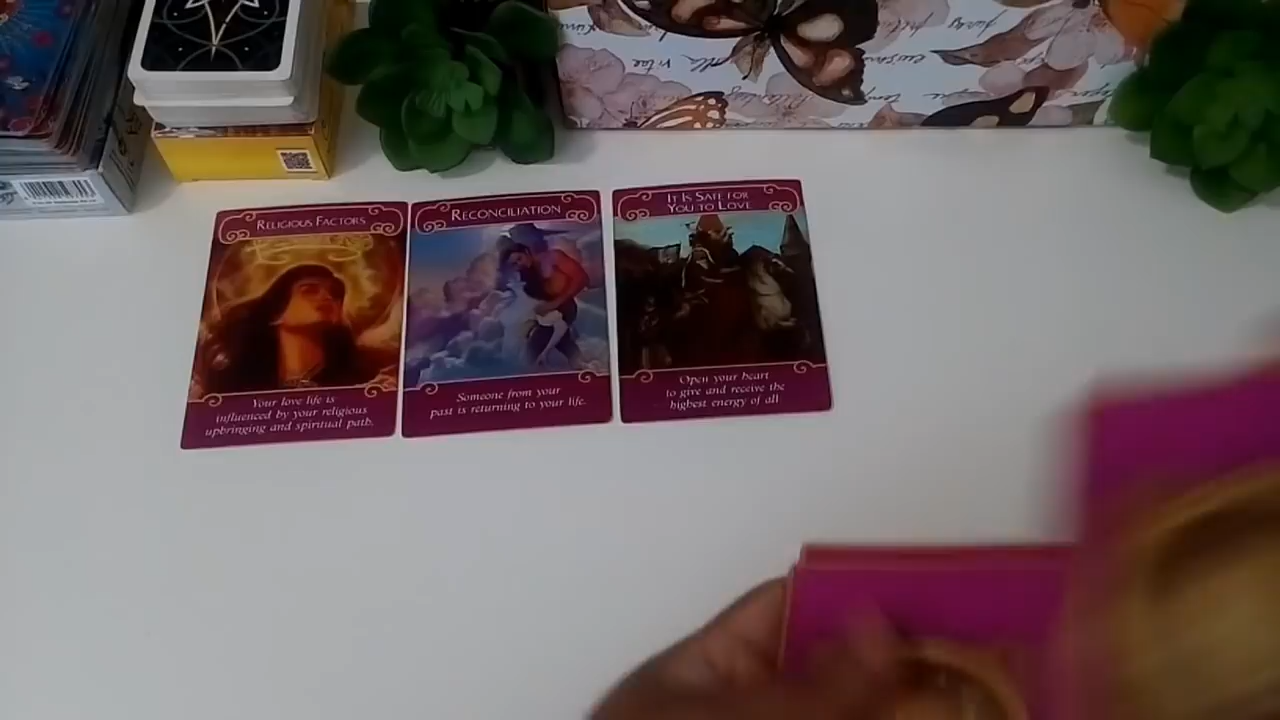 RELIGIOUS FACTORS
Your love life is
influenced by your religious
upbringing and spiritual path.
RECONCILIATION
Someone from your
past is returning to your life.
IT IS SAFE FOR
YOU TO LOVE
Open your heart
to give and receive the
highest energy of all